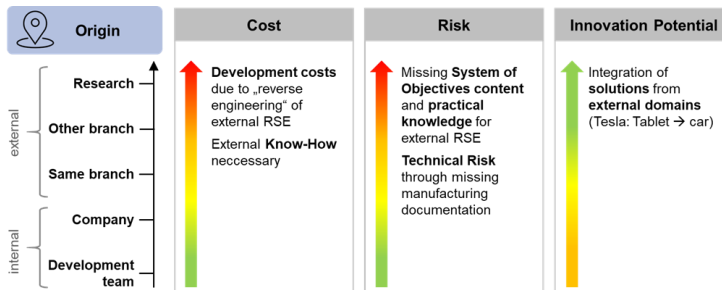 Origin
Research
Other branch
Same branch
Company
Development
team
external
internal
Cost
Development costs
due to „reverse
engineering“ of
external RSE
External Know-How
neccessary
Risk
Missing System of
Objectives content
and practical
knowledge for
external RSE
Technical Risk
through missing
manufacturing
documentation
Innovation Potential
Integration of
solutions from
external domains
(Tesla: Tablet → car)